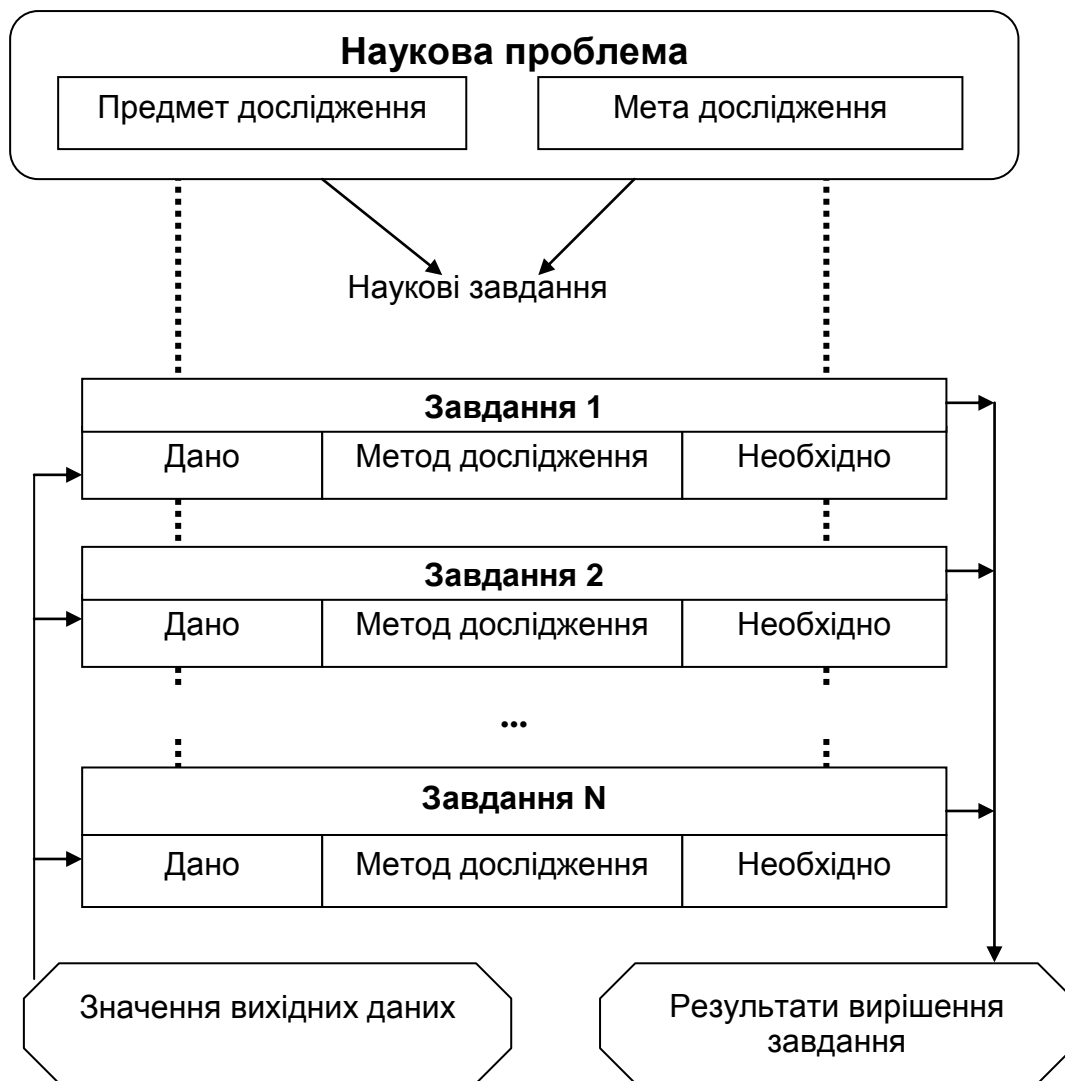 Наукова проблема
Предмет дослідження
Мета дослідження
Наукові завдання
Завдання 1
Дано
Метод дослідження
Необхідно
Завдання 2
Дано
Метод дослідження
Необхідно
...
Завдання N
Дано
Метод дослідження
Необхідно
Значення вихідних даних
Результати вирішення
завдання